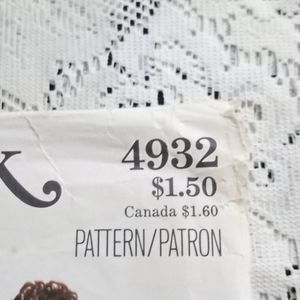 K
4932
$1.50
Canada $1.60
PATTERN/PATRON